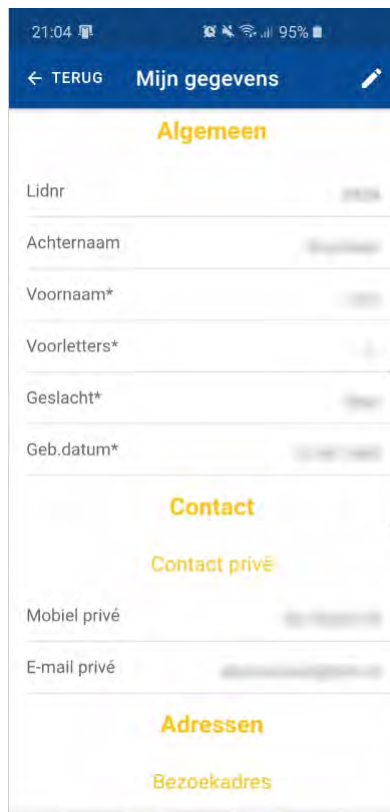 21:04 95%
← TERUG Mijn gegevens
Algemeen
Lidnr
Achternaam
Voornaam*
Voorletters*
Geslacht*
Geb.datum*
Contact
Contact privé
Mobiel privé
E-mail privé
Adressen
Bezoekadres